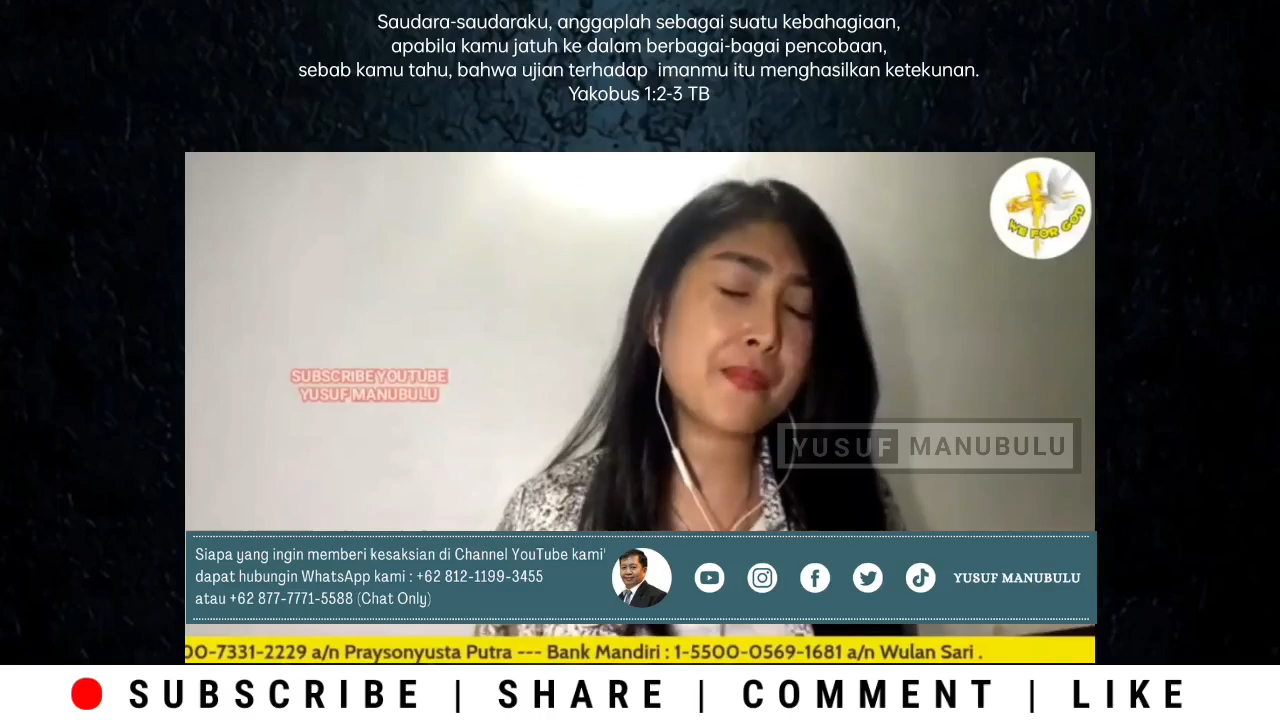 Saudara-saudaraku, anggaplah sebagai suatu kebahagiaan,
apabila kamu jatuh ke dalam berbagai-bagai pencobaan,
sebab kamu tahu, bahwa ujian terhadap imanmu itu menghasilkan ketekunan.
Yakobus 1:2-3 TB
WE FOR GOD
SUBSCRIBE YOUTUBE
YUSUF MANUBULU
YUSUF MANUBULU
Siapa yang ingin memberi kesaksian di Channel YouTube kami'
dapat hubungin WhatsApp kami : +62 812-1199-3455
atau +62 877-7771-5588 (Chat Only)
YUSUF MANUBULU
00-7331-2229 a/n Praysonyusta Putra --- Bank Mandiri : 1-5500-0569-1681 a/n Wulan Sari .
SUBSCRIBE | SHARE | COMMENT | LIKE